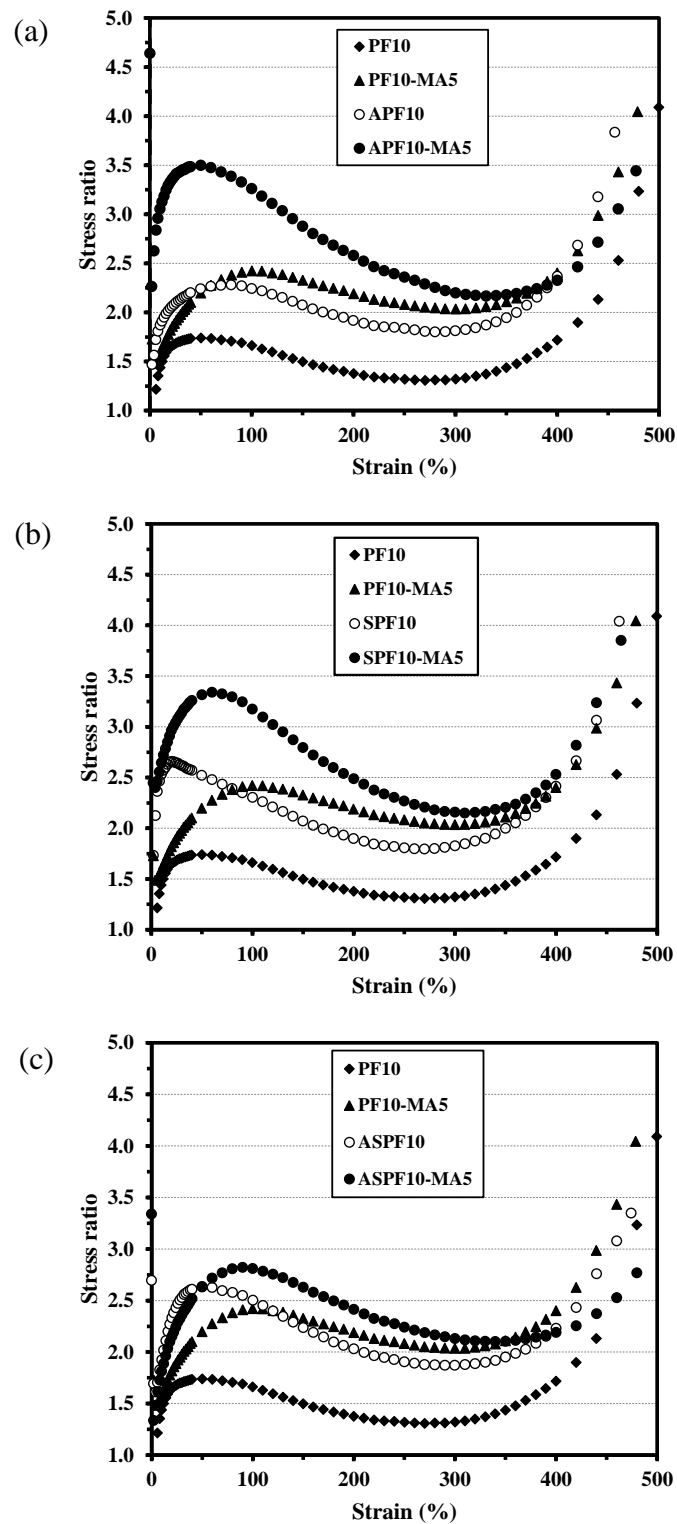 (a)
5.0
4.5
4.0
3.5
3.0
2.5
2.0
1.5
1.0
Stress ratio
PF10
PF10-MA5
APF10
APF10-MA5
0 100 200 300 400 500
Strain (%)
(b)
5.0
4.5
4.0
3.5
3.0
2.5
2.0
1.5
1.0
Stress ratio
PF10
PF10-MA5
SPF10
SPF10-MA5
0 100 200 300 400 500
Strain (%)
(c)
5.0
4.5
4.0
3.5
3.0
2.5
2.0
1.5
1.0
Stress ratio
PF10
PF10-MA5
ASPF10
ASPF10-MA5
0 100 200 300 400 500
Strain (%)